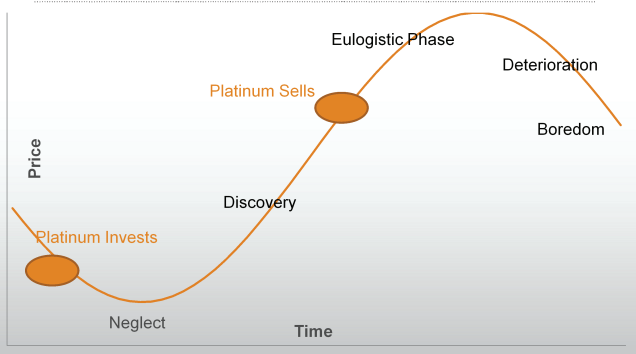 Eulogistic Phase
Deterioration
Platinum Sells
Boredom
Price
Discovery
Platinum Invests
Neglect
Time